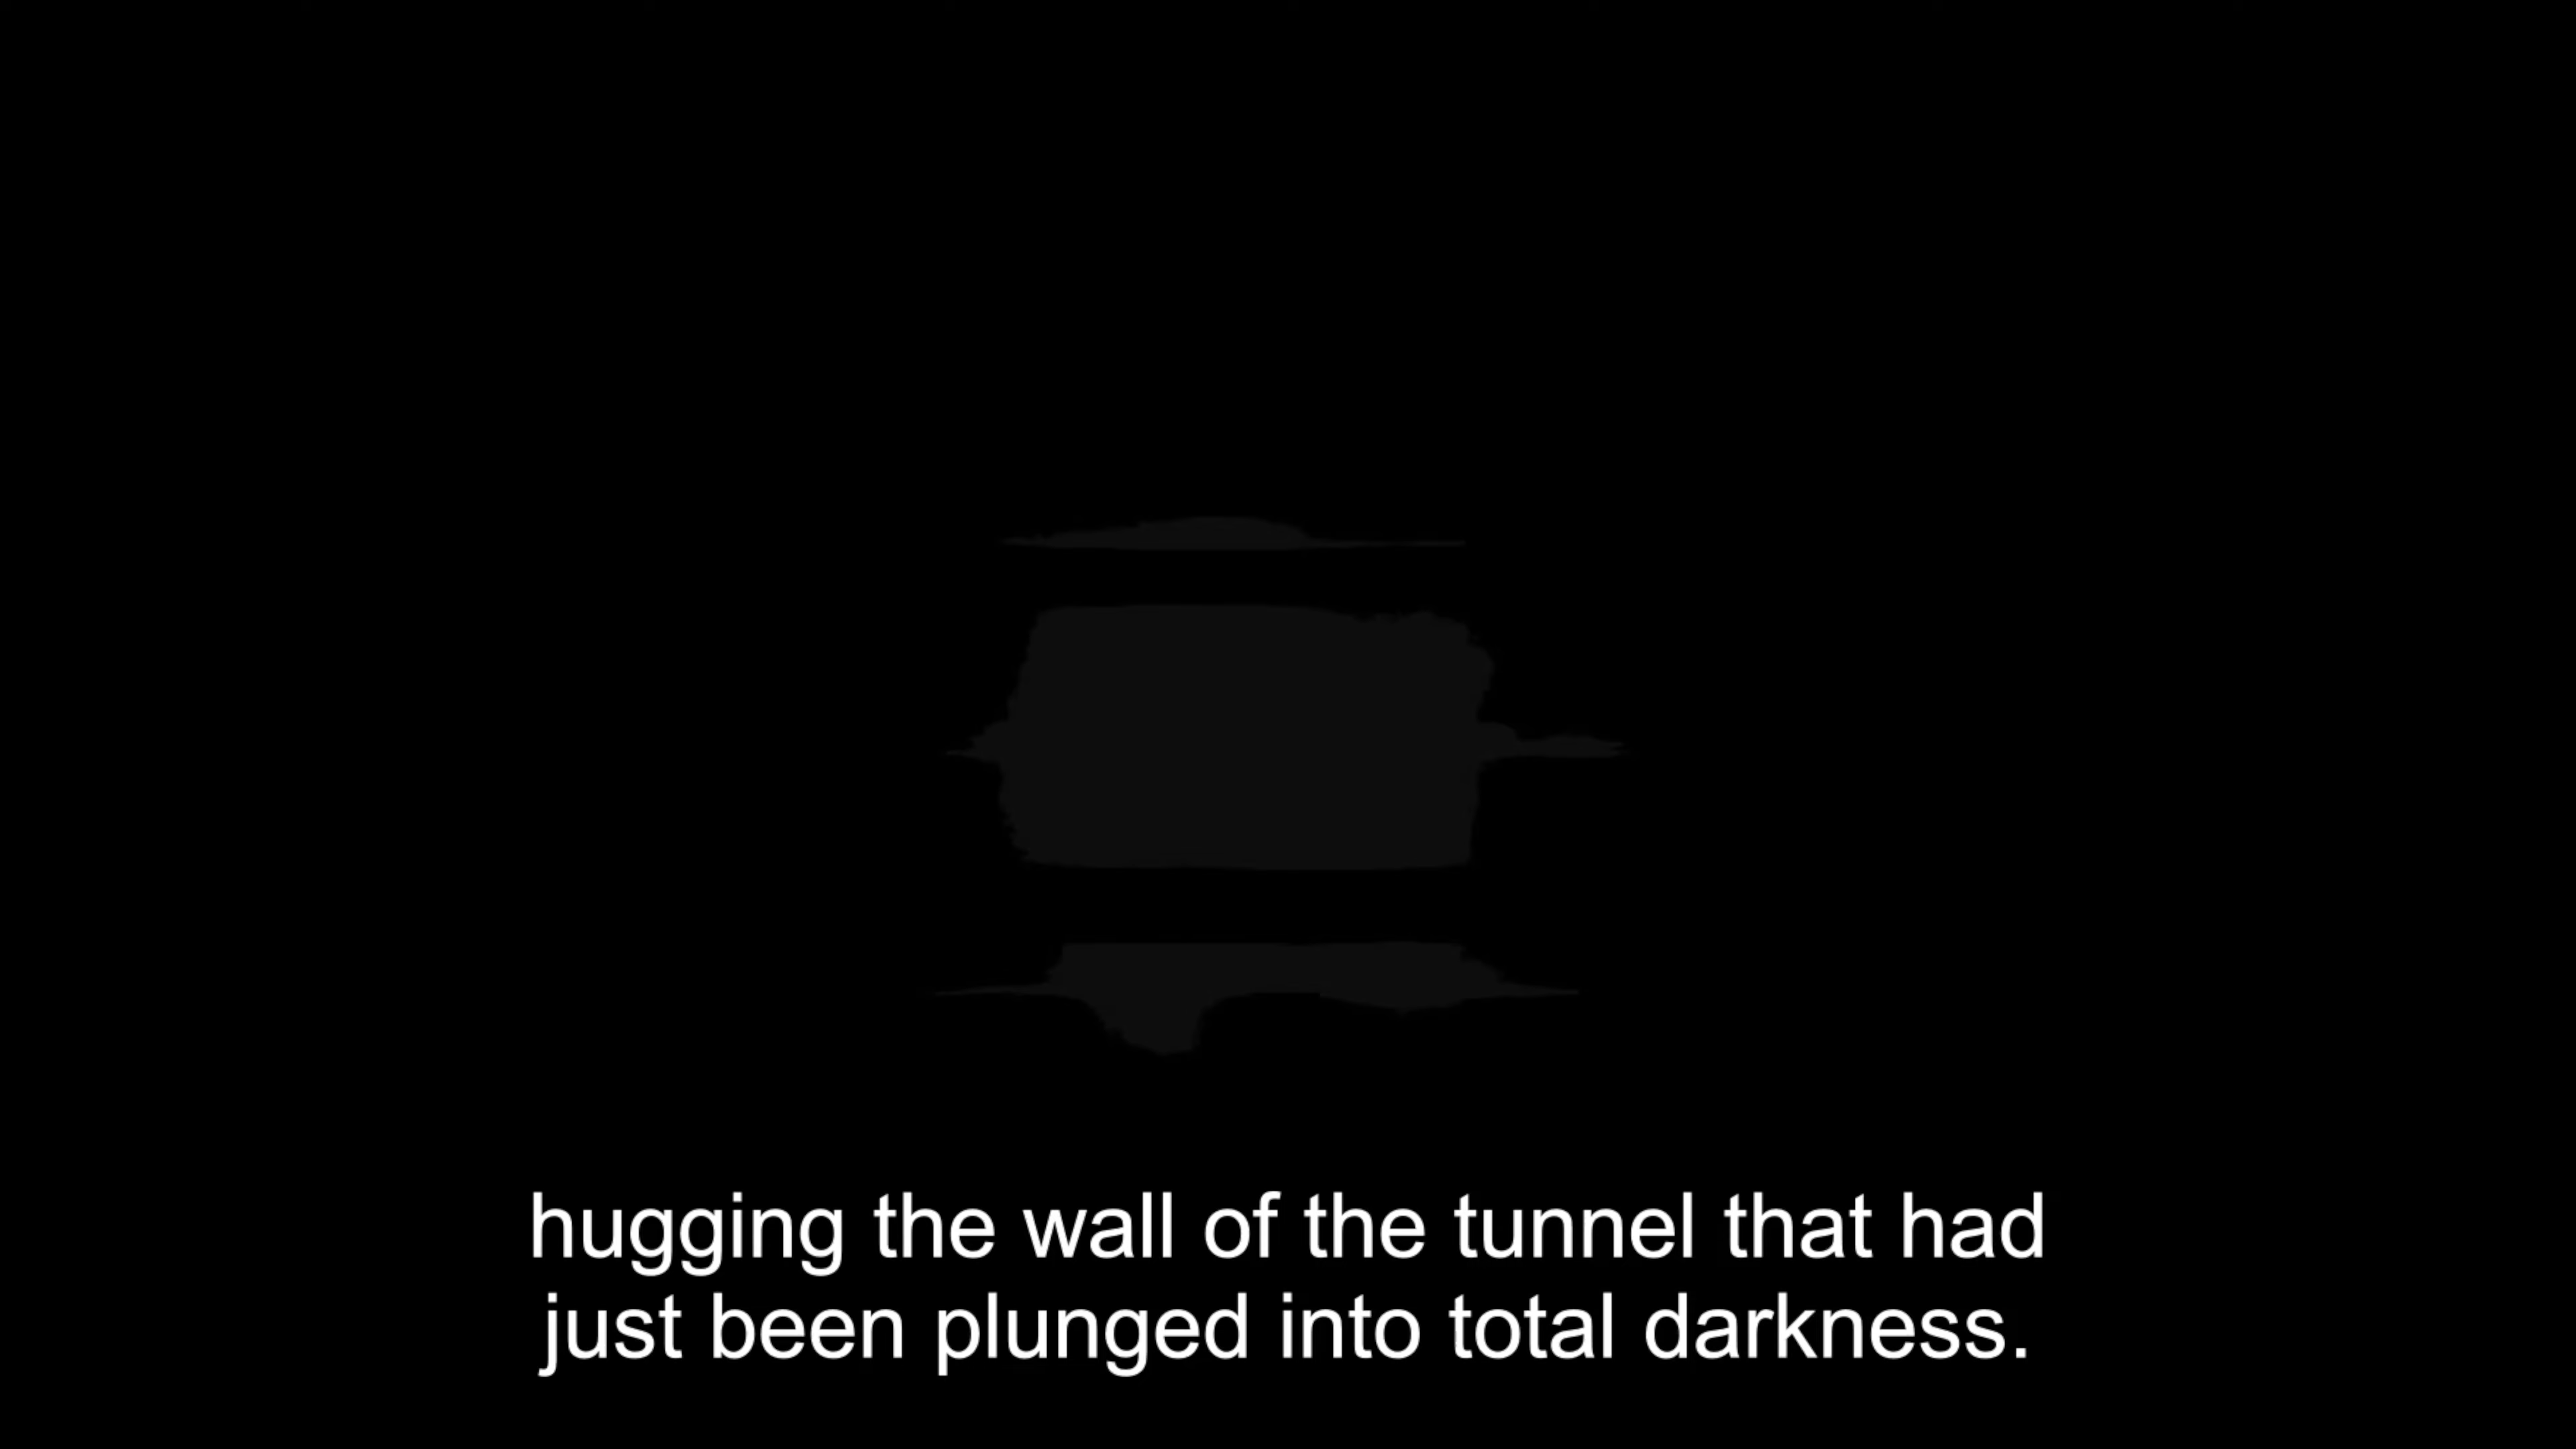 hugging the wall of the tunnel that had
just been plunged into total darkness.